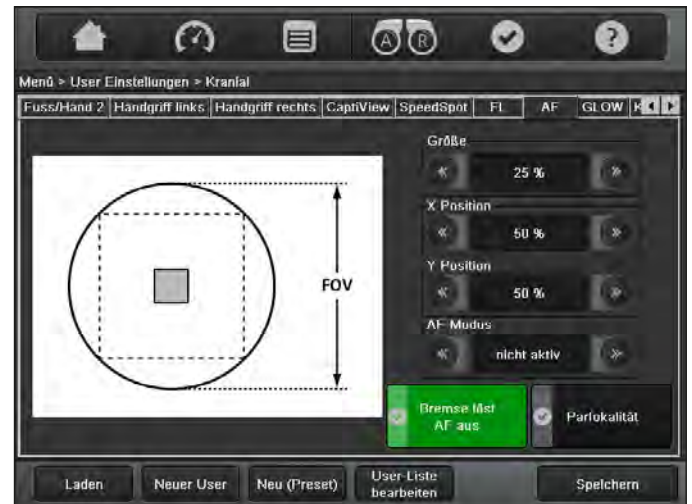 A R ?
Menü > User Einstellungen > Kranial
Fuss/Hand 2 Handgriff links Handgriff rechts CaptiView SpeedSpot FL AF GLOW K
Größe
25 %
X Position
50 %
Y Position
50 %
AF Modus
nicht aktiv
FOV
Bremse löst
AF aus
Parfokalität
Laden
Neuer User
Neu (Preset)
User-Liste
bearbeiten
Speichern